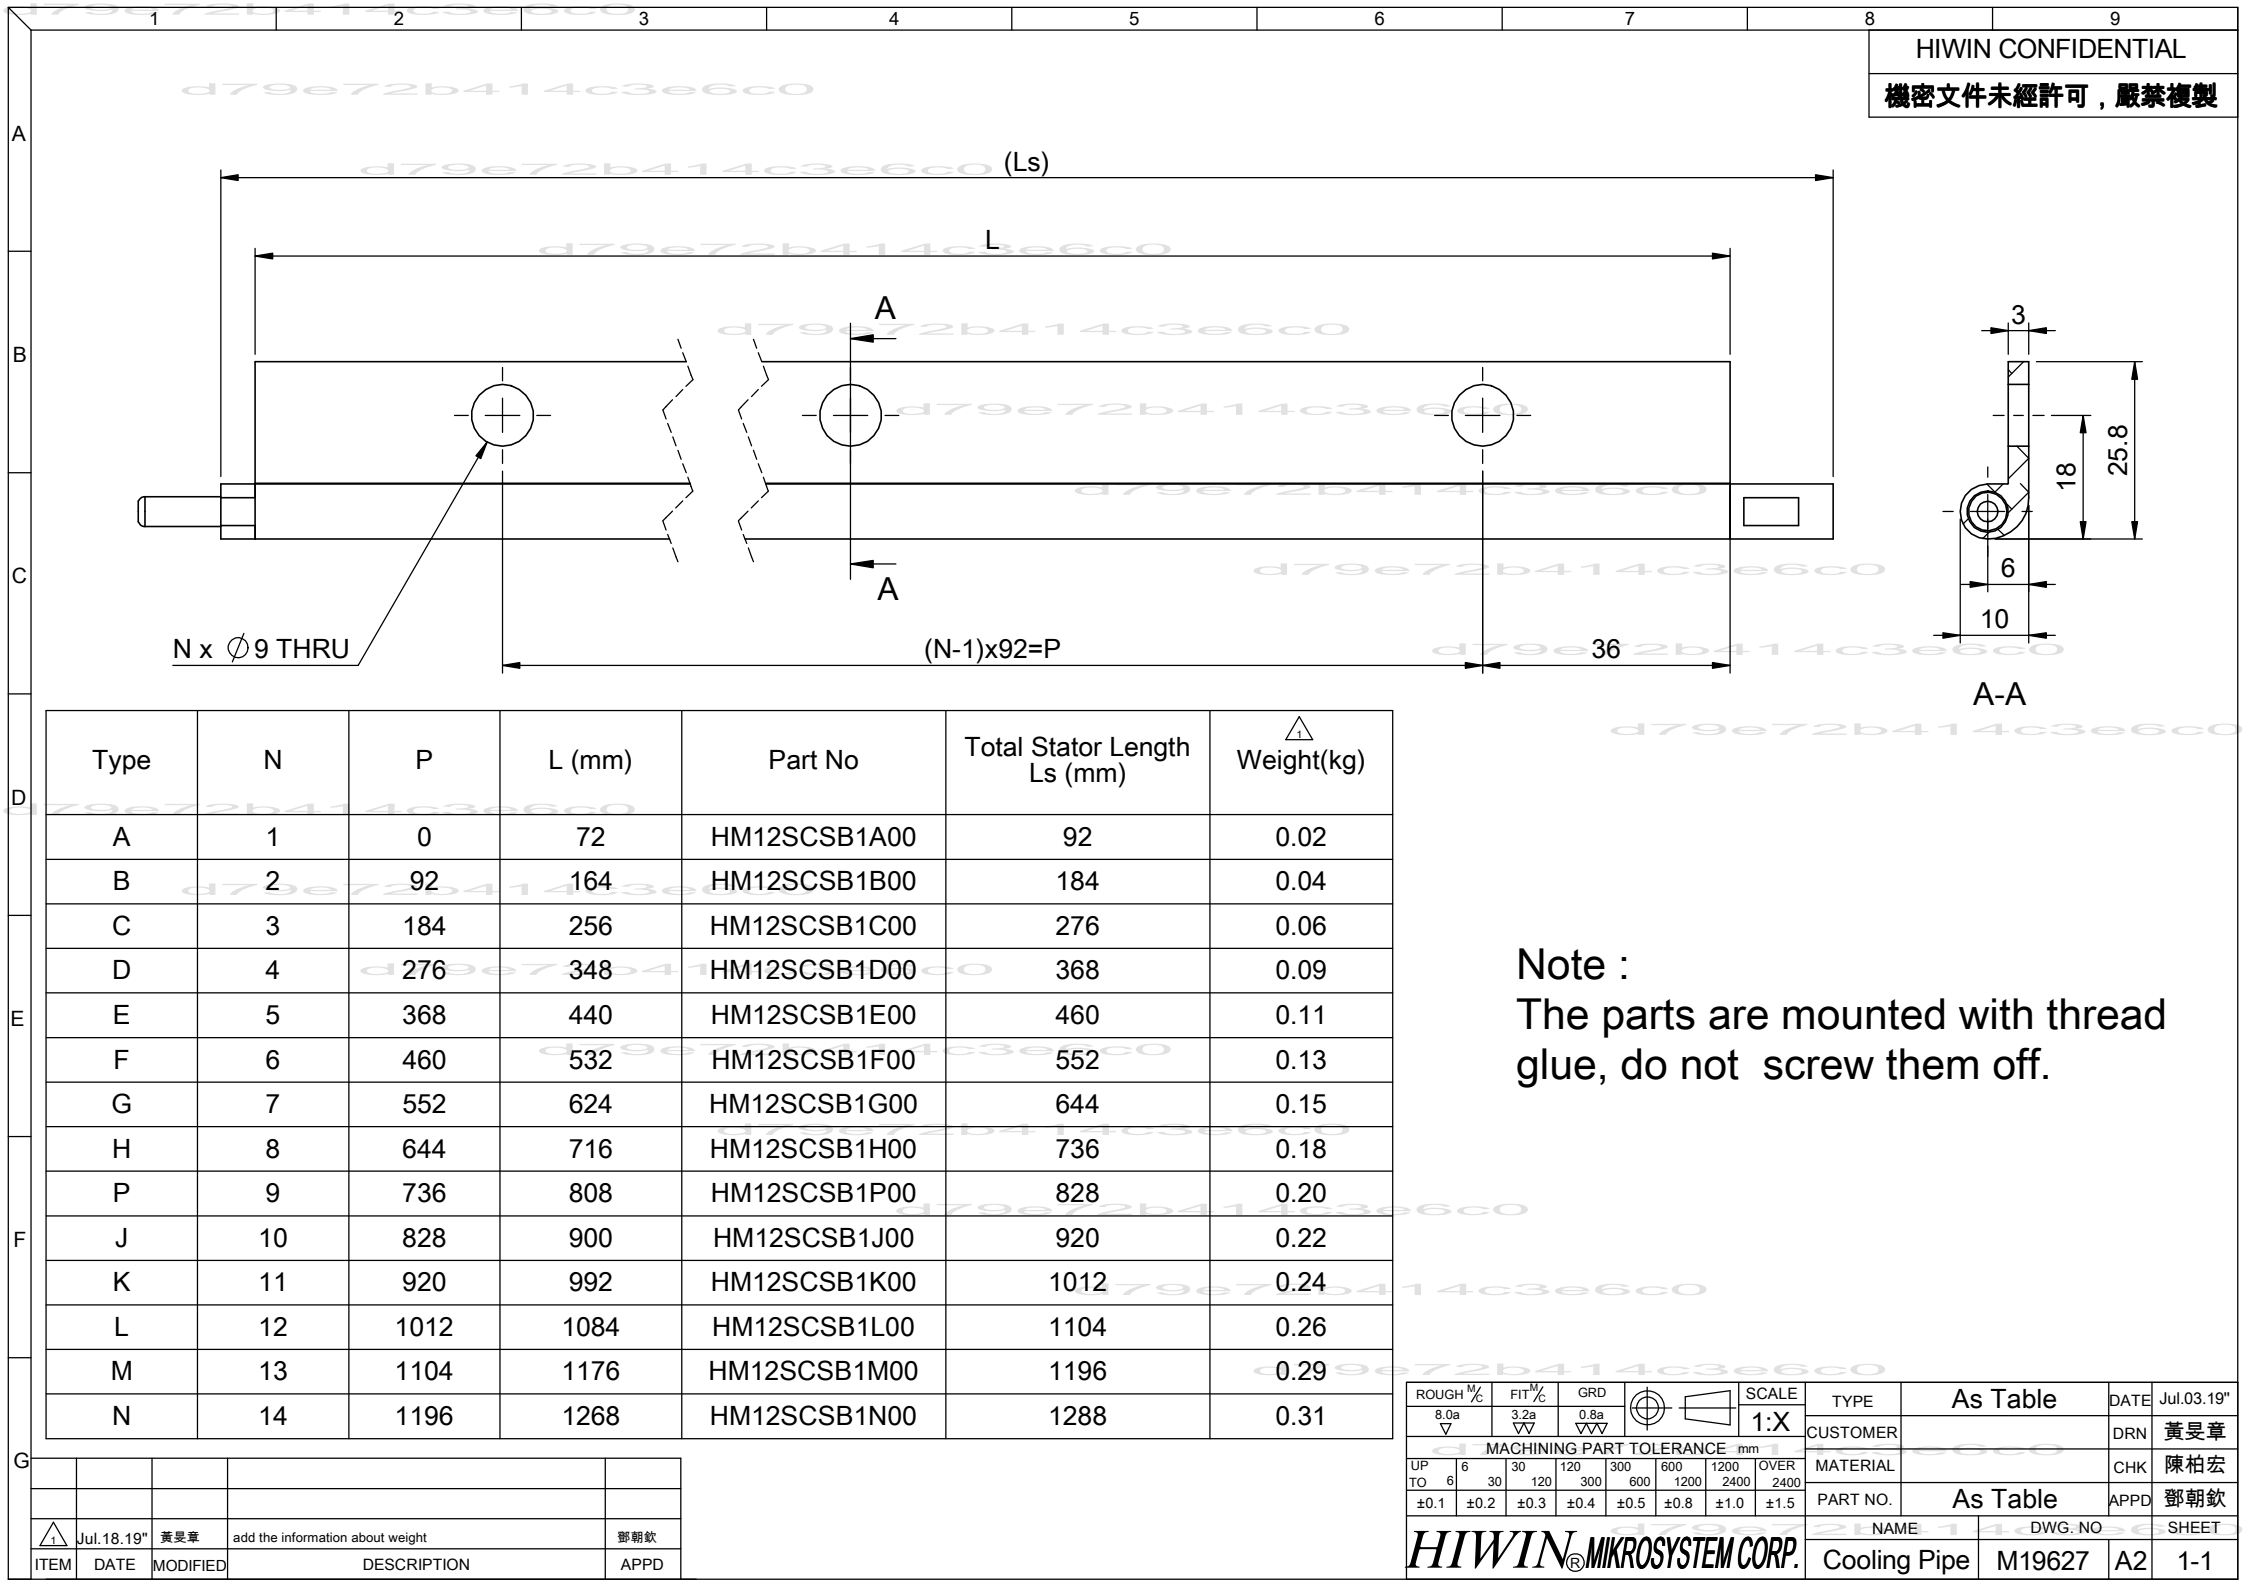 1 2 3 4 5 6 7 8 9
HIWIN CONFIDENTIAL
機密文件未經許可，嚴禁複製
A
B
C
D
E
F
G
d79e72b414c3e6c0
(Ls)
L
A
A
3
25.8
18
6
10
A-A
N x ∅9 THRU
(N-1)x92=P
36
Type N P L (mm) Part No Total Stator Length Ls (mm) 1 Weight(kg)
A 1 0 72 HM12SCSB1A00 92 0.02
B 2 92 164 HM12SCSB1B00 184 0.04
C 3 184 256 HM12SCSB1C00 276 0.06
D 4 276 348 HM12SCSB1D00 368 0.09
E 5 368 440 HM12SCSB1E00 460 0.11
F 6 460 532 HM12SCSB1F00 552 0.13
G 7 552 624 HM12SCSB1G00 644 0.15
H 8 644 716 HM12SCSB1H00 736 0.18
P 9 736 808 HM12SCSB1P00 828 0.20
J 10 828 900 HM12SCSB1J00 920 0.22
K 11 920 992 HM12SCSB1K00 1012 0.24
L 12 1012 1084 HM12SCSB1L00 1104 0.26
M 13 1104 1176 HM12SCSB1M00 1196 0.29
N 14 1196 1268 HM12SCSB1N00 1288 0.31
Note :
The parts are mounted with thread
glue, do not screw them off.
1 Jul.18.19" 黃旻章 add the information about weight 鄧朝欽
ITEM DATE MODIFIED DESCRIPTION APPD
ROUGH M/C FIT M/C GRD SCALE
8.0a 3.2a 0.8a 1:X
MACHINING PART TOLERANCE mm
UP 6 30 120 300 600 1200 OVER
TO 6 30 120 300 600 1200 2400 2400
±0.1 ±0.2 ±0.3 ±0.4 ±0.5 ±0.8 ±1.0 ±1.5
HIWIN® MIKROSYSTEM CORP.
TYPE As Table DATE Jul.03.19"
CUSTOMER DRN 黃旻章
MATERIAL CHK 陳柏宏
PART NO. As Table APPD 鄧朝欽
NAME DWG. NO SHEET
Cooling Pipe M19627 A2 1-1